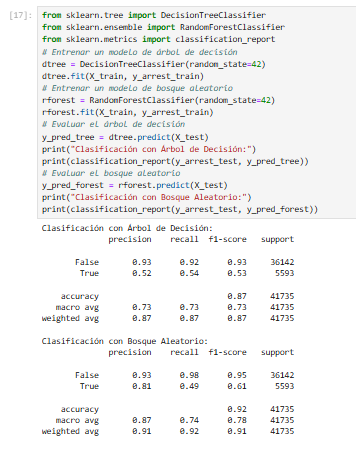 [17]: from sklearn.tree import DecisionTreeClassifier
from sklearn.ensemble import RandomForestClassifier
from sklearn.metrics import classification_report
# Entrenar un modelo de árbol de decisión
dtree = DecisionTreeClassifier(random_state=42)
dtree.fit(X_train, y_arrest_train)
# Entrenar un modelo de bosque aleatorio
rforest = RandomForestClassifier(random_state=42)
rforest.fit(X_train, y_arrest_train)
# Evaluar el árbol de decisión
y_pred_tree = dtree.predict(X_test)
print("Clasificación con Árbol de Decisión:")
print(classification_report(y_arrest_test, y_pred_tree))
# Evaluar el bosque aleatorio
y_pred_forest = rforest.predict(X_test)
print("Clasificación con Bosque Aleatorio:")
print(classification_report(y_arrest_test, y_pred_forest))
Clasificación con Árbol de Decisión:
precision recall f1-score support
False 0.93 0.92 0.93 36142
True 0.52 0.54 0.53 5593
accuracy 0.87 41735
macro avg 0.73 0.73 0.73 41735
weighted avg 0.87 0.87 0.87 41735
Clasificación con Bosque Aleatorio:
precision recall f1-score support
False 0.93 0.98 0.95 36142
True 0.81 0.49 0.61 5593
accuracy 0.92 41735
macro avg 0.87 0.74 0.78 41735
weighted avg 0.91 0.92 0.91 41735